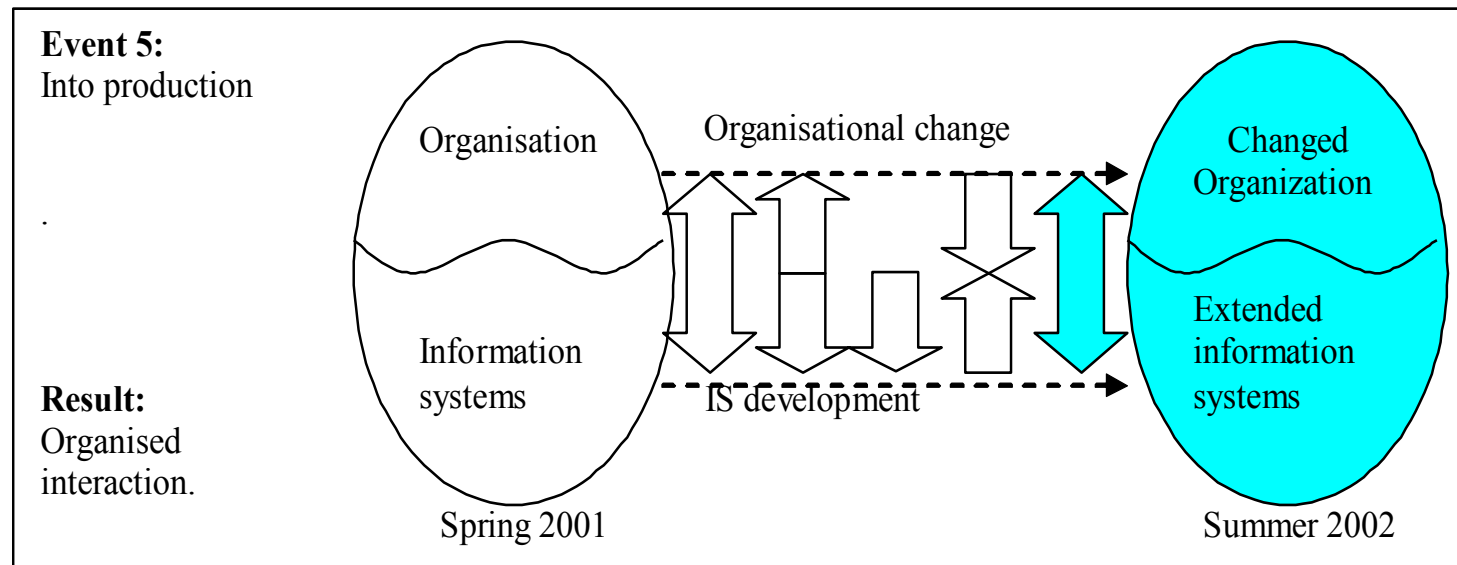 Event 5:
Into production
.
Result:
Organised
interaction.
Organisation
Information
systems
Spring 2001
Organisational change
IS development
Changed
Organization
Extended
information
systems
Summer 2002